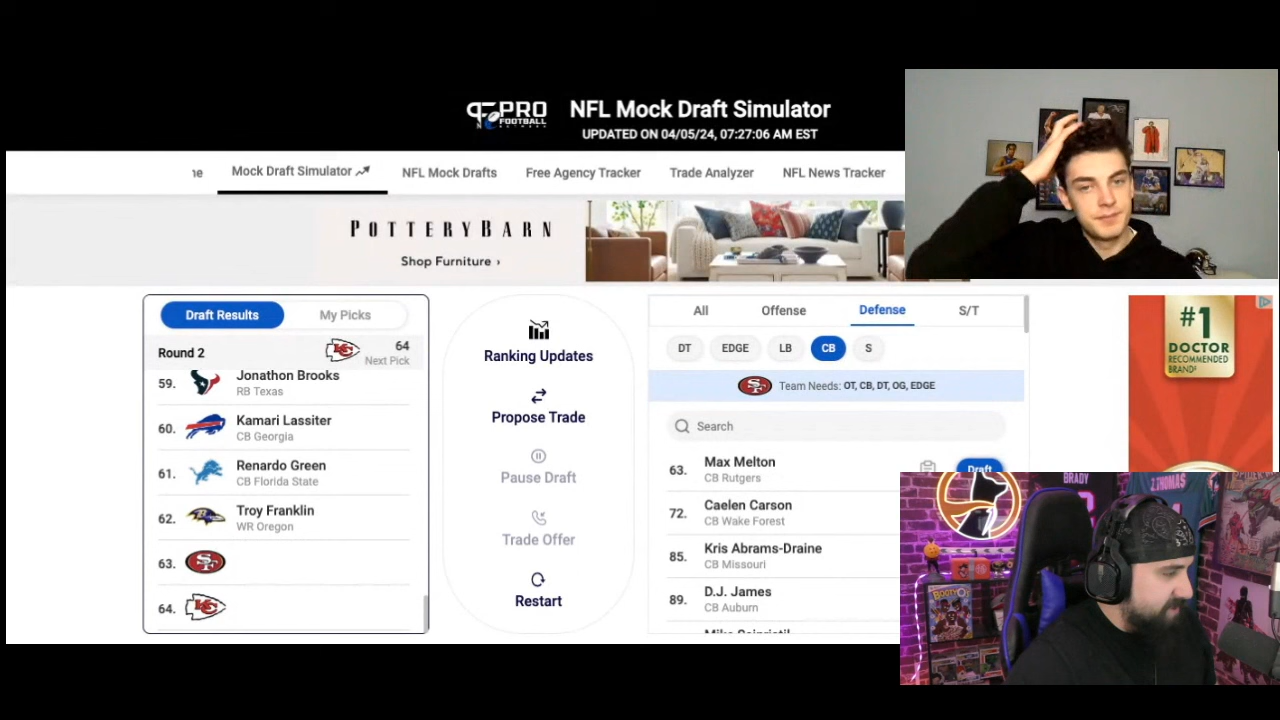 PRO
FOOTBALL
NETWORK
NFL Mock Draft Simulator
UPDATED ON 04/05/24, 07:27:06 AM EST
ne
Mock Draft Simulator
NFL Mock Drafts
Free Agency Tracker
Trade Analyzer
NFL News Tracker
POTTERYBARN
Shop Furniture ›
Draft Results
My Picks
Round 2
64
Next Pick
59.
Jonathon Brooks
RB Texas
60.
Kamari Lassiter
CB Georgia
61.
Renardo Green
CB Florida State
62.
Troy Franklin
WR Oregon
63.
64.
Ranking Updates
Propose Trade
Pause Draft
Trade Offer
Restart
All
Offense
Defense
S/T
DT
EDGE
LB
CB
S
Team Needs: OT, CB, DT, OG, EDGE
Search
63.
Max Melton
CB Rutgers
Draft
72.
Caelen Carson
CB Wake Forest
85.
Kris Abrams-Draine
CB Missouri
89.
D.J. James
CB Auburn
#1
DOCTOR
RECOMMENDED
BRAND
BRADY
Z.THOMAS